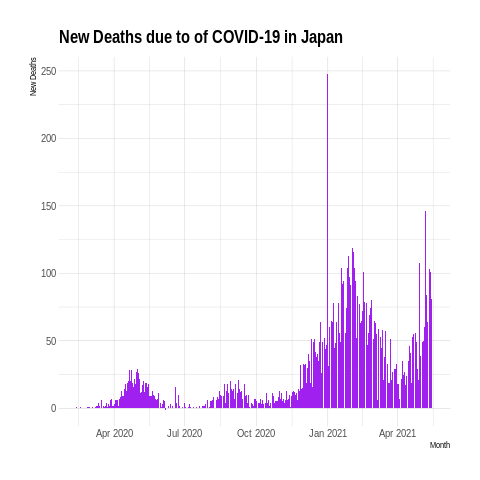 New Deaths due to of COVID-19 in Japan
New Deaths
250
200
150
100
50
0
Apr 2020 Jul 2020 Oct 2020 Jan 2021 Apr 2021
Month